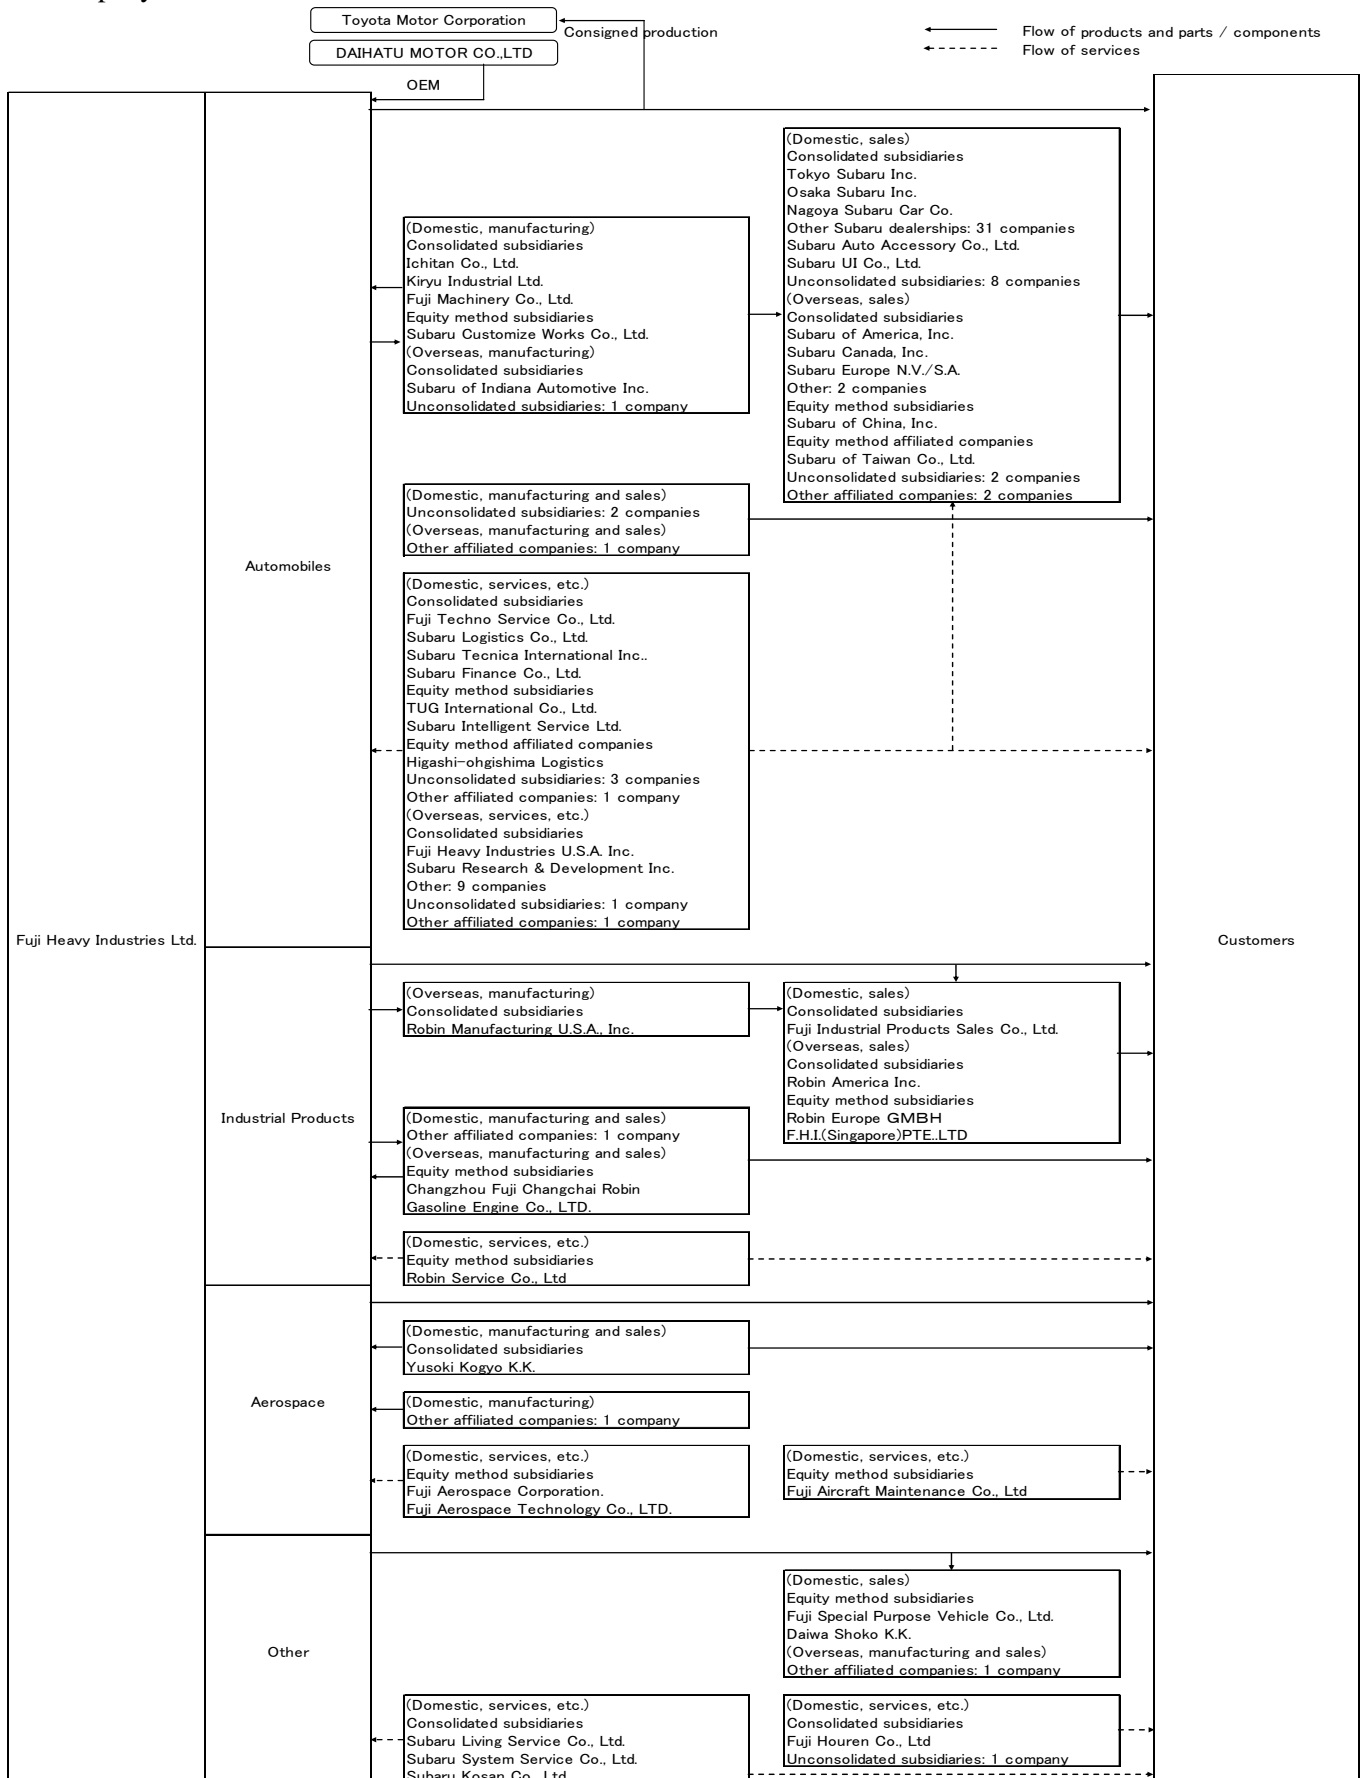 Toyota Motor Corporation
Consigned production
Flow of products and parts / components
DAIHATU MOTOR CO.,LTD
Flow of services
OEM
Fuji Heavy Industries Ltd.
Automobiles
(Domestic, manufacturing)
Consolidated subsidiaries
Ichitan Co., Ltd.
Kiryu Industrial Ltd.
Fuji Machinery Co., Ltd.
Equity method subsidiaries
Subaru Customize Works Co., Ltd.
(Overseas, manufacturing)
Consolidated subsidiaries
Subaru of Indiana Automotive Inc.
Unconsolidated subsidiaries: 1 company
(Domestic, sales)
Consolidated subsidiaries
Tokyo Subaru Inc.
Osaka Subaru Inc.
Nagoya Subaru Car Co.
Other Subaru dealerships: 31 companies
Subaru Auto Accessory Co., Ltd.
Subaru UI Co., Ltd.
Unconsolidated subsidiaries: 8 companies
(Overseas, sales)
Consolidated subsidiaries
Subaru of America, Inc.
Subaru Canada, Inc.
Subaru Europe N.V./S.A.
Other: 2 companies
Equity method subsidiaries
Subaru of China, Inc.
Equity method affiliated companies
Subaru of Taiwan Co., Ltd.
Unconsolidated subsidiaries: 2 companies
Other affiliated companies: 2 companies
(Domestic, manufacturing and sales)
Unconsolidated subsidiaries: 2 companies
(Overseas, manufacturing and sales)
Other affiliated companies: 1 company
(Domestic, services, etc.)
Consolidated subsidiaries
Fuji Techno Service Co., Ltd.
Subaru Logistics Co., Ltd.
Subaru Tecnica International Inc..
Subaru Finance Co., Ltd.
Equity method subsidiaries
TUG International Co., Ltd.
Subaru Intelligent Service Ltd.
Equity method affiliated companies
Higashi-ohgishima Logistics
Unconsolidated subsidiaries: 3 companies
Other affiliated companies: 1 company
(Overseas, services, etc.)
Consolidated subsidiaries
Fuji Heavy Industries U.S.A. Inc.
Subaru Research & Development Inc.
Other: 9 companies
Unconsolidated subsidiaries: 1 company
Other affiliated companies: 1 company
Customers
Industrial Products
(Overseas, manufacturing)
Consolidated subsidiaries
Robin Manufacturing U.S.A., Inc.
(Domestic, sales)
Consolidated subsidiaries
Fuji Industrial Products Sales Co., Ltd.
(Overseas, sales)
Consolidated subsidiaries
Robin America Inc.
Equity method subsidiaries
Robin Europe GMBH
F.H.I.(Singapore)PTE..LTD
(Domestic, manufacturing and sales)
Other affiliated companies: 1 company
(Overseas, manufacturing and sales)
Equity method subsidiaries
Changzhou Fuji Changchai Robin
Gasoline Engine Co., LTD.
(Domestic, services, etc.)
Equity method subsidiaries
Robin Service Co., Ltd
Aerospace
(Domestic, manufacturing and sales)
Consolidated subsidiaries
Yusoki Kogyo K.K.
(Domestic, manufacturing)
Other affiliated companies: 1 company
(Domestic, services, etc.)
Equity method subsidiaries
Fuji Aerospace Corporation.
Fuji Aerospace Technology Co., LTD.
(Domestic, services, etc.)
Equity method subsidiaries
Fuji Aircraft Maintenance Co., Ltd
Other
(Domestic, sales)
Equity method subsidiaries
Fuji Special Purpose Vehicle Co., Ltd.
Daiwa Shoko K.K.
(Overseas, manufacturing and sales)
Other affiliated companies: 1 company
(Domestic, services, etc.)
Consolidated subsidiaries
Subaru Living Service Co., Ltd.
Subaru System Service Co., Ltd.
Subaru Kosan Co., Ltd.
(Domestic, services, etc.)
Consolidated subsidiaries
Fuji Houren Co., Ltd
Unconsolidated subsidiaries: 1 company